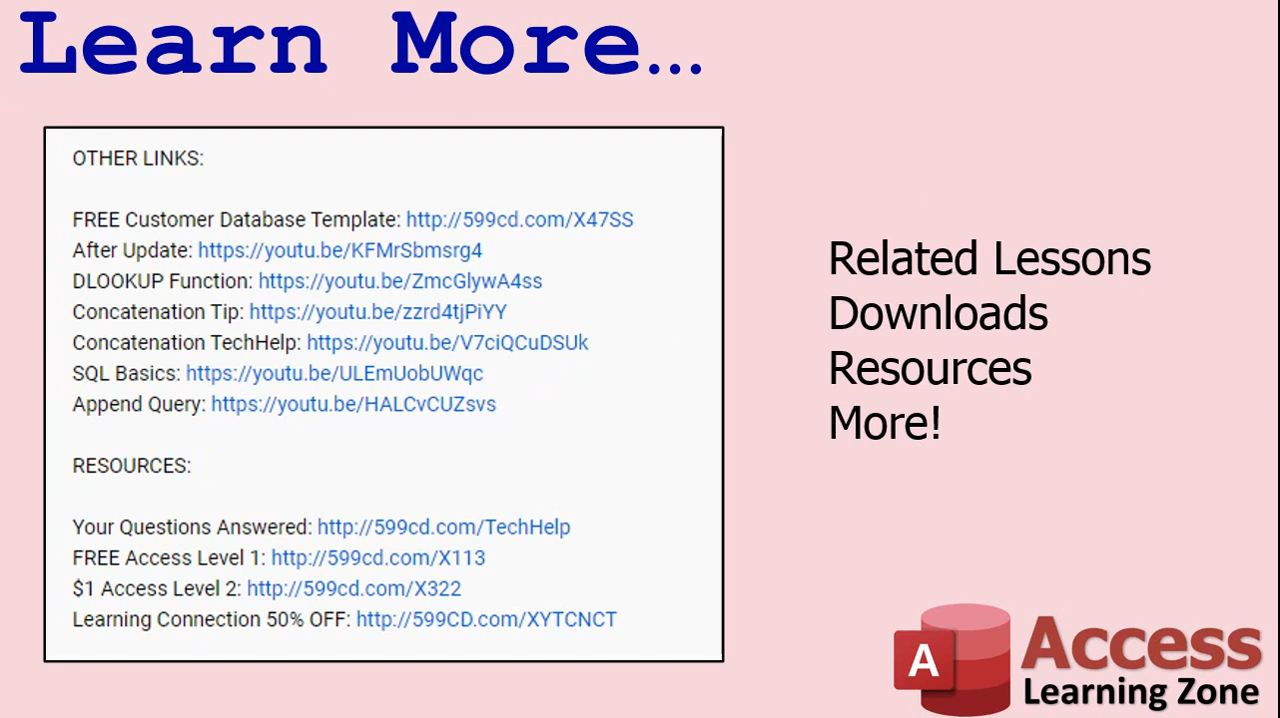 Learn More...
OTHER LINKS:
FREE Customer Database Template: http://599cd.com/X47SS
After Update: https://youtu.be/KFMrSbmsrg4
DLOOKUP Function: https://youtu.be/ZmcGlywA4ss
Concatenation Tip: https://youtu.be/zzrd4tjPiYY
Concatenation TechHelp: https://youtu.be/V7ciQCuDSUk
SQL Basics: https://youtu.be/ULEmUobUWqc
Append Query: https://youtu.be/HALCvCUZsvs
RESOURCES:
Your Questions Answered: http://599cd.com/TechHelp
FREE Access Level 1: http://599cd.com/X113
$1 Access Level 2: http://599cd.com/X322
Learning Connection 50% OFF: http://599CD.com/XYTCNCT
Related Lessons
Downloads
Resources
More!
A
Access
Learning Zone